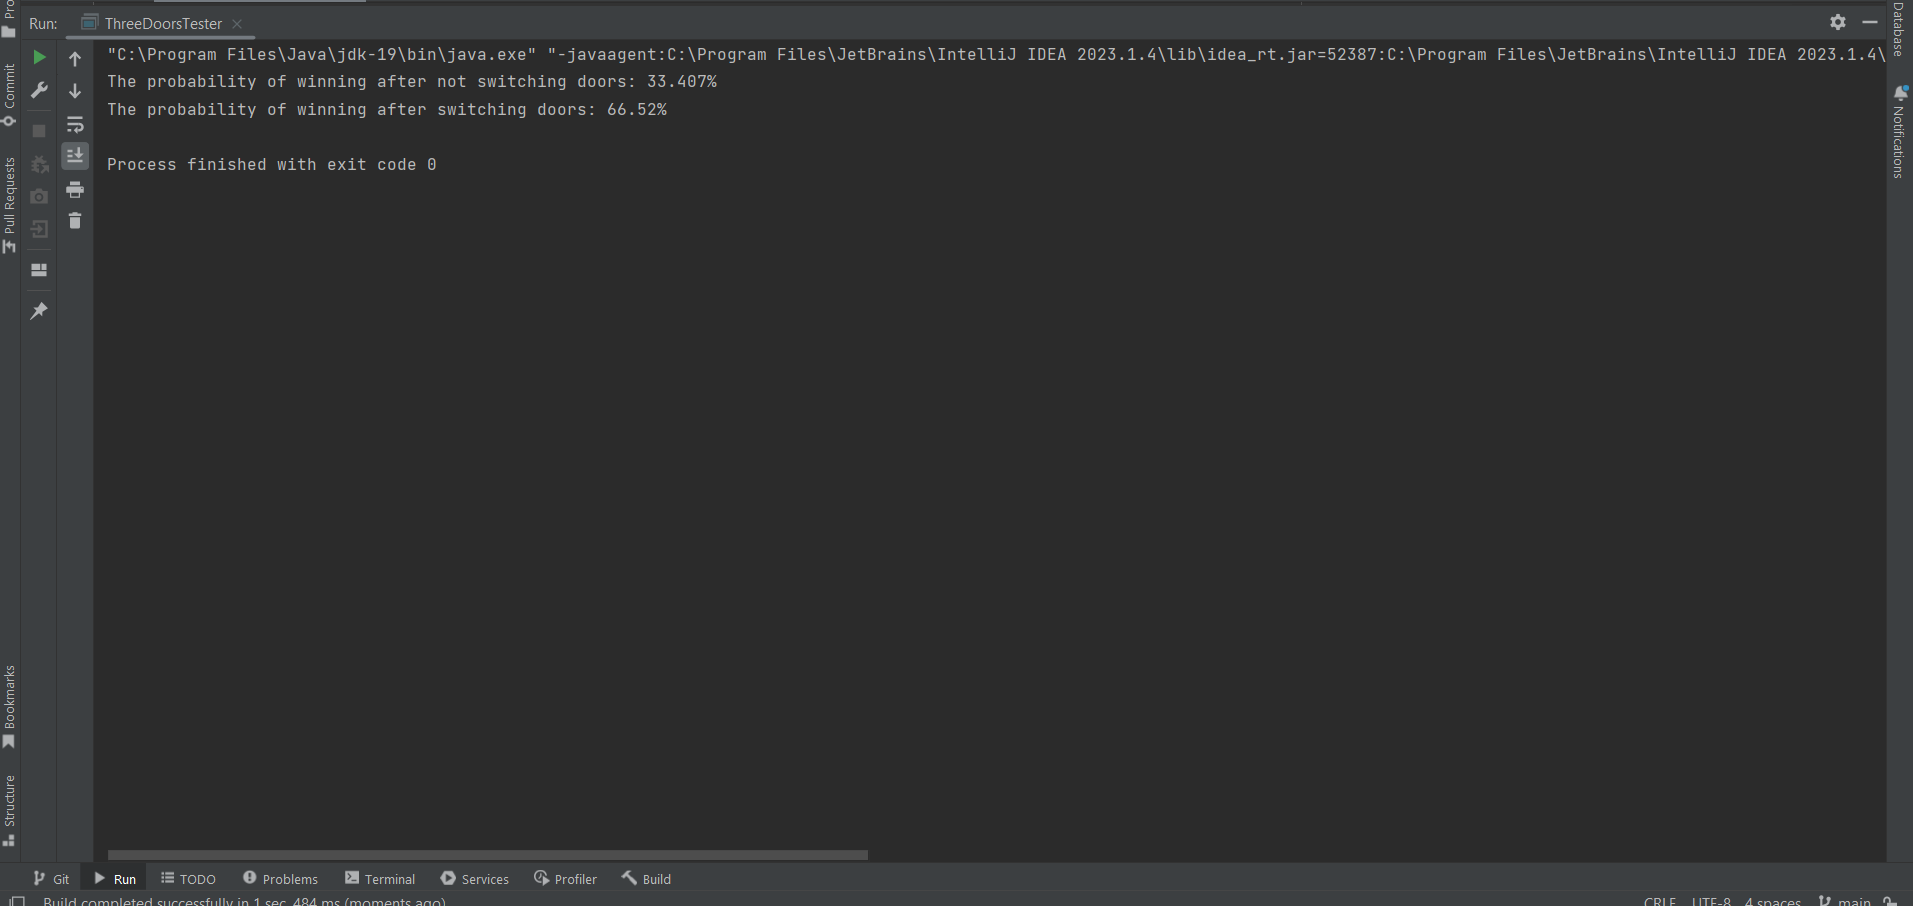 Run: ThreeDoorsTester
"C:\Program Files\Java\jdk-19\bin\java.exe" "-javaagent:C:\Program Files\JetBrains\IntelliJ IDEA 2023.1.4\lib\idea_rt.jar=52387:C:\Program Files\JetBrains\IntelliJ IDEA 2023.1.4\
The probability of winning after not switching doors: 33.407%
The probability of winning after switching doors: 66.52%
Process finished with exit code 0
Commit
Pull Requests
Bookmarks
Structure
Database
Notifications
Git Run TODO Problems Terminal Services Profiler Build
Build completed successfully in 1 sec, 484 ms (moments ago) CRLF UTF-8 4 spaces main